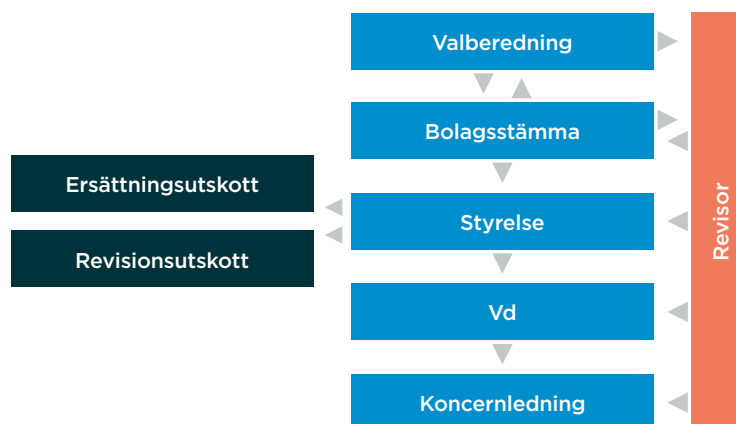 Valberedning
Bolagsstämma
Ersättningsutskott
Styrelse
Revisionsutskott
Vd
Koncernledning
Revisor